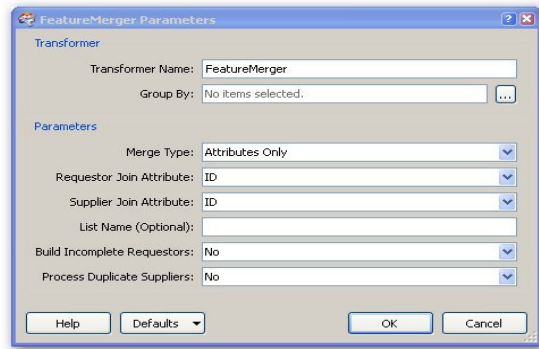 FeatureMerger Parameters
Transformer
Transformer Name: FeatureMerger
Group By: No items selected. ...
Parameters
Merge Type: Attributes Only
Requestor Join Attribute: ID
Supplier Join Attribute: ID
List Name (Optional):
Build Incomplete Requestors: No
Process Duplicate Suppliers: No
Help Defaults OK Cancel